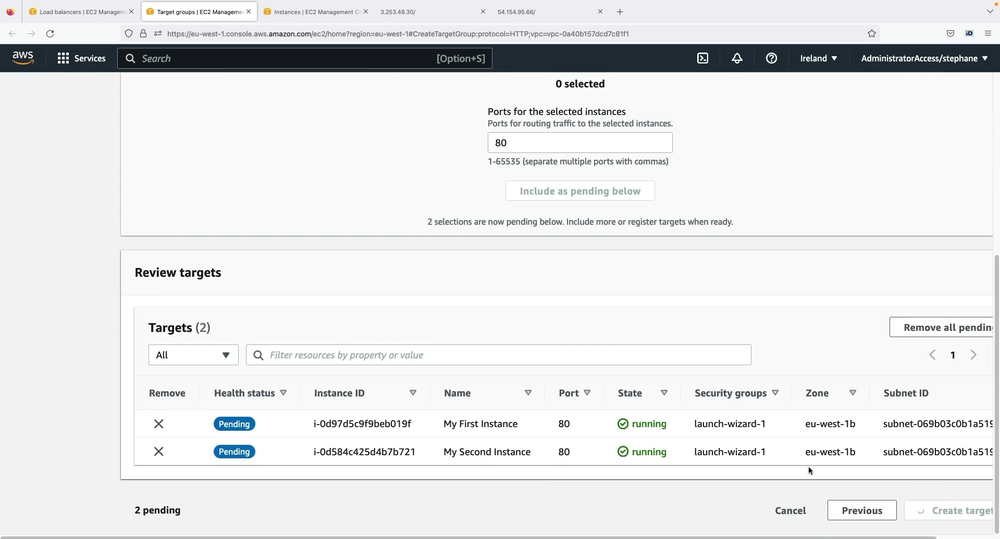 Load balancers | EC2 Managem
Target groups | EC2 Managemer
Instances | EC2 Management Co
3.253.48.30/
54.154.95.66/
https://eu-west-1.console.aws.amazon.com/ec2/home?region=eu-west-1#CreateTargetGroup:protocol=HTTP;vpc=vpc-0a40b157dcd7c81f1
iD
aws
Services
Search
[Option+S]
Ireland ▼
AdministratorAccess/stephane ▼
0 selected
Ports for the selected instances
Ports for routing traffic to the selected instances.
80
1-65535 (separate multiple ports with commas)
Include as pending below
2 selections are now pending below. Include more or register targets when ready.
Review targets
Targets (2)
Remove all pending
All
Filter resources by property or value
1
Remove Health status Instance ID Name Port State Security groups Zone Subnet ID
Pending i-0d97d5c9f9beb019f My First Instance 80 running launch-wizard-1 eu-west-1b subnet-069b03c0b1a519
Pending i-0d584c425d4b7b721 My Second Instance 80 running launch-wizard-1 eu-west-1b subnet-069b03c0b1a519
2 pending
Cancel
Previous
Create target